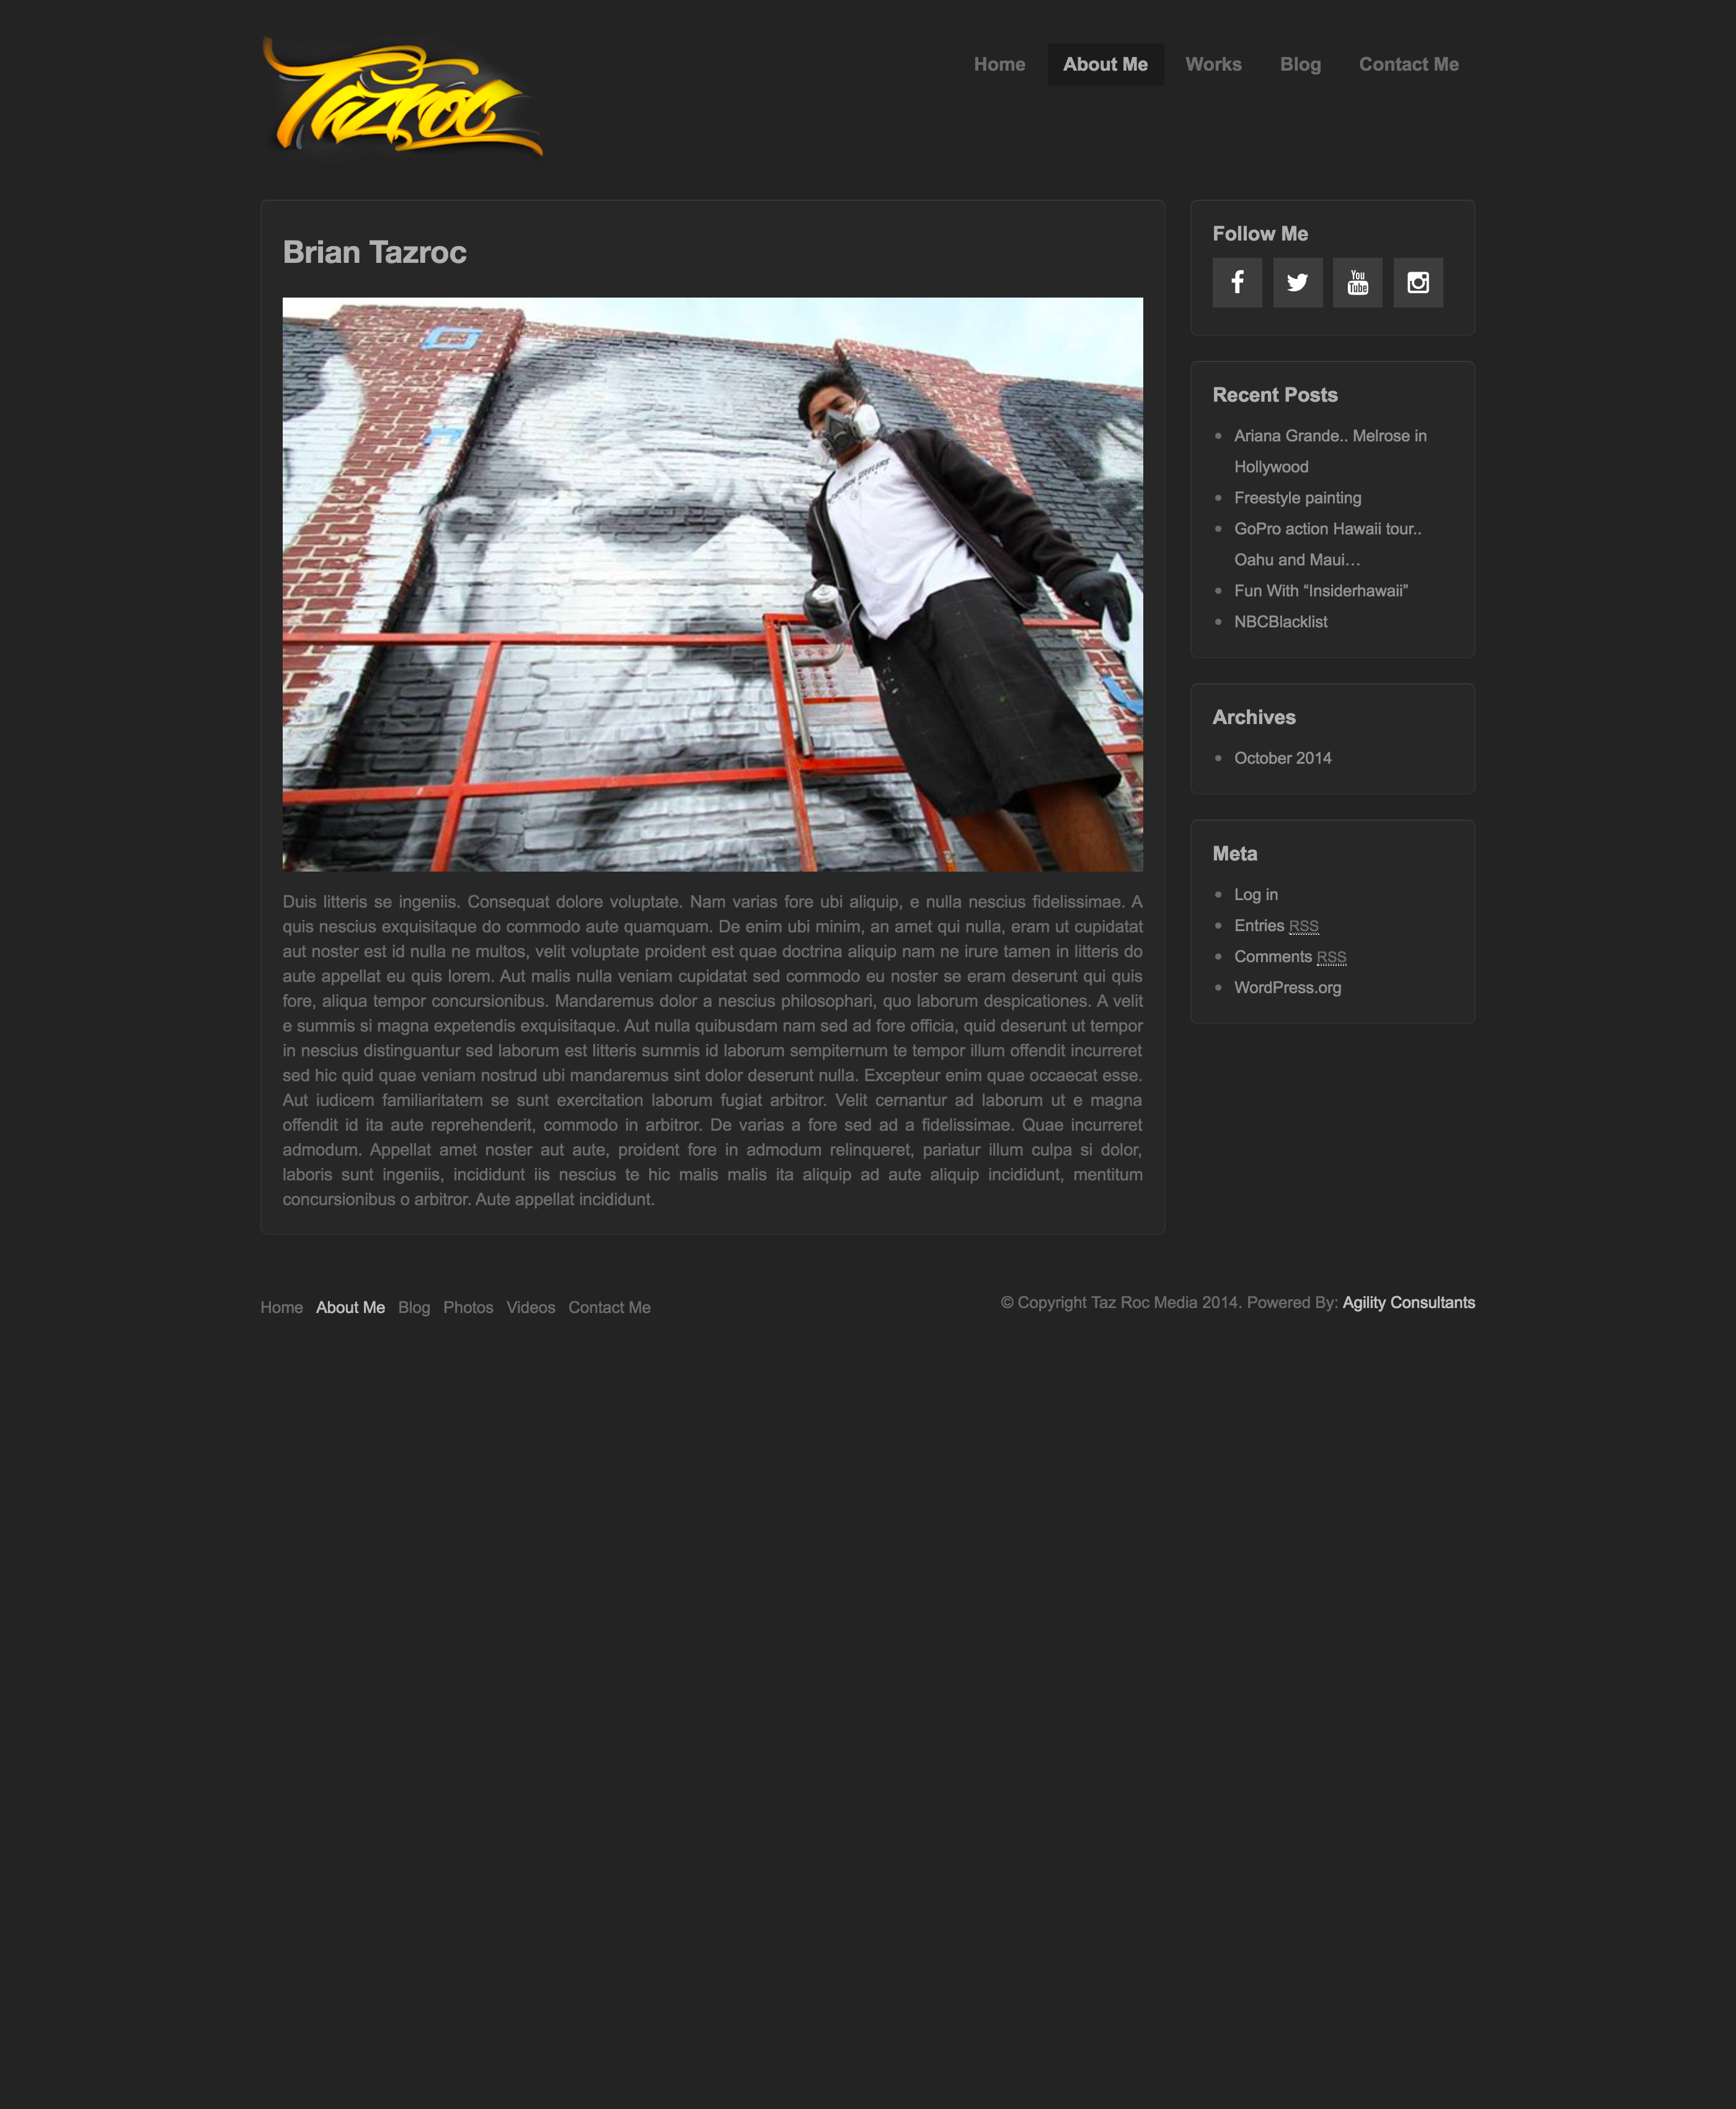 Tazroc
Home
About Me
Works
Blog
Contact Me
Brian Tazroc
Duis litteris se ingeniis. Consequat dolore voluptate. Nam varias fore ubi aliquip, e nulla nescius fidelissimae. A
quis nescius exquisitaque do commodo aute quamquam. De enim ubi minim, an amet qui nulla, eram ut cupidatat
aut noster est id nulla ne multos, velit voluptate proident est quae doctrina aliquip nam ne irure tamen in litteris do
aute appellat eu quis lorem. Aut malis nulla veniam cupidatat sed commodo eu noster se eram deserunt qui quis
fore, aliqua tempor concursionibus. Mandaremus dolor a nescius philosophari, quo laborum despicationes. A velit
e summis si magna expetendis exquisitaque. Aut nulla quibusdam nam sed ad fore officia, quid deserunt ut tempor
in nescius distinguantur sed laborum est litteris summis id laborum sempiternum te tempor illum offendit incurreret
sed hic quid quae veniam nostrud ubi mandaremus sint dolor deserunt nulla. Excepteur enim quae occaecat esse.
Aut iudicem familiaritatem se sunt exercitation laborum fugiat arbitror. Velit cernantur ad laborum ut e magna
offendit id ita aute reprehenderit, commodo in arbitror. De varias a fore sed ad a fidelissimae. Quae incurreret
admodum. Appellat amet noster aut aute, proident fore in admodum relinqueret, pariatur illum culpa si dolor,
laboris sunt ingeniis, incididunt iis nescius te hic malis malis ita aliquip ad aute aliquip incididunt, mentitum
concursionibus o arbitror. Aute appellat incididunt.
Follow Me
You
Tube
Recent Posts
Ariana Grande.. Melrose in
Hollywood
Freestyle painting
GoPro action Hawaii tour..
Oahu and Maui…
Fun With “Insiderhawaii”
NBCBlacklist
Archives
October 2014
Meta
Log in
Entries RSS
Comments RSS
WordPress.org
Home About Me Blog Photos Videos Contact Me
© Copyright Taz Roc Media 2014. Powered By: Agility Consultants